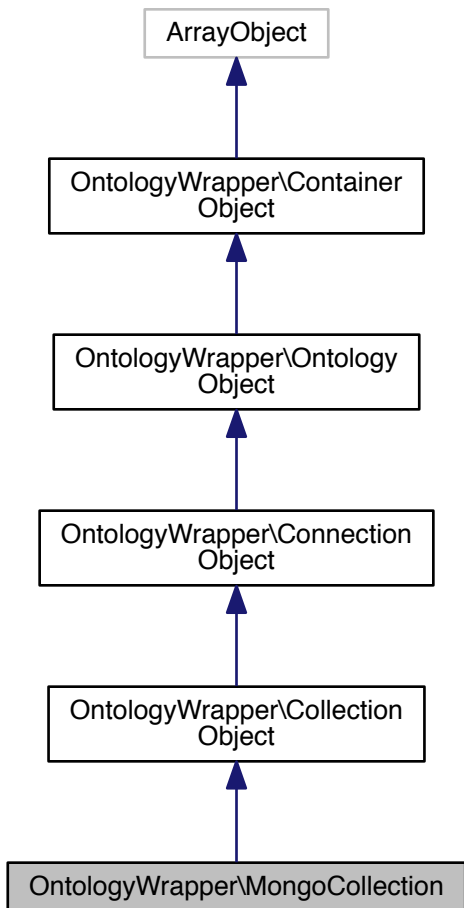 ArrayObject
OntologyWrapper\Container
Object
OntologyWrapper\Ontology
Object
OntologyWrapper\Connection
Object
OntologyWrapper\Collection
Object
OntologyWrapper\MongoCollection